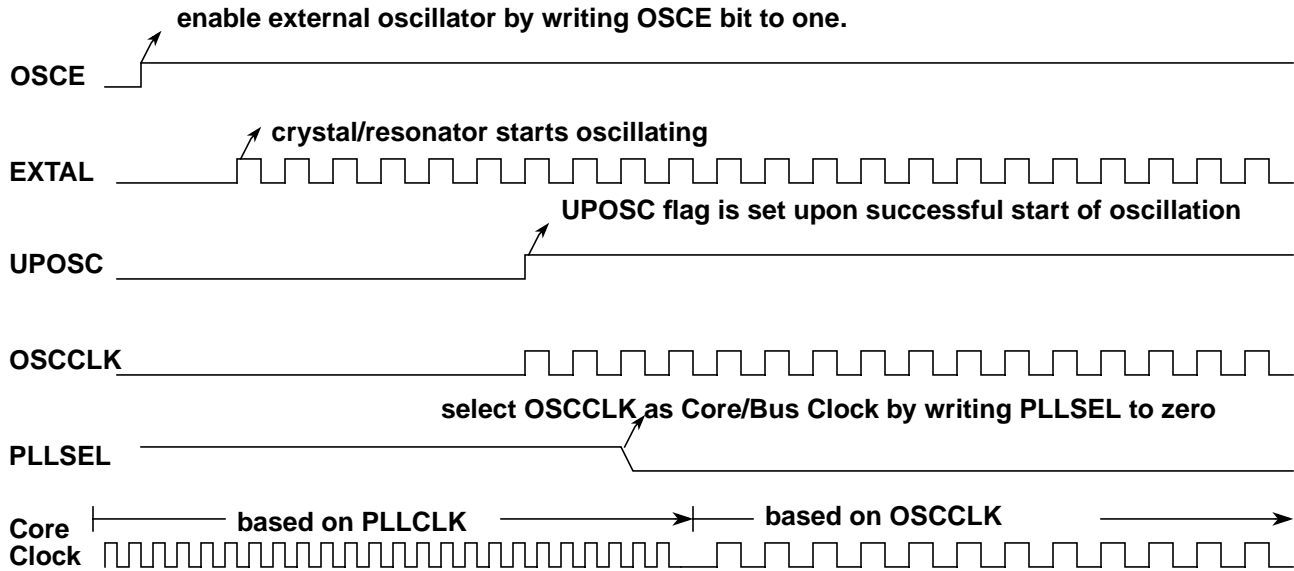 enable external oscillator by writing OSCE bit to one.
OSCE
crystal/resonator starts oscillating
EXTAL
UPOSC flag is set upon successful start of oscillation
UPOSC
OSCCLK
select OSCCLK as Core/Bus Clock by writing PLLSEL to zero
PLLSEL
based on PLLCLK
based on OSCCLK
Core
Clock